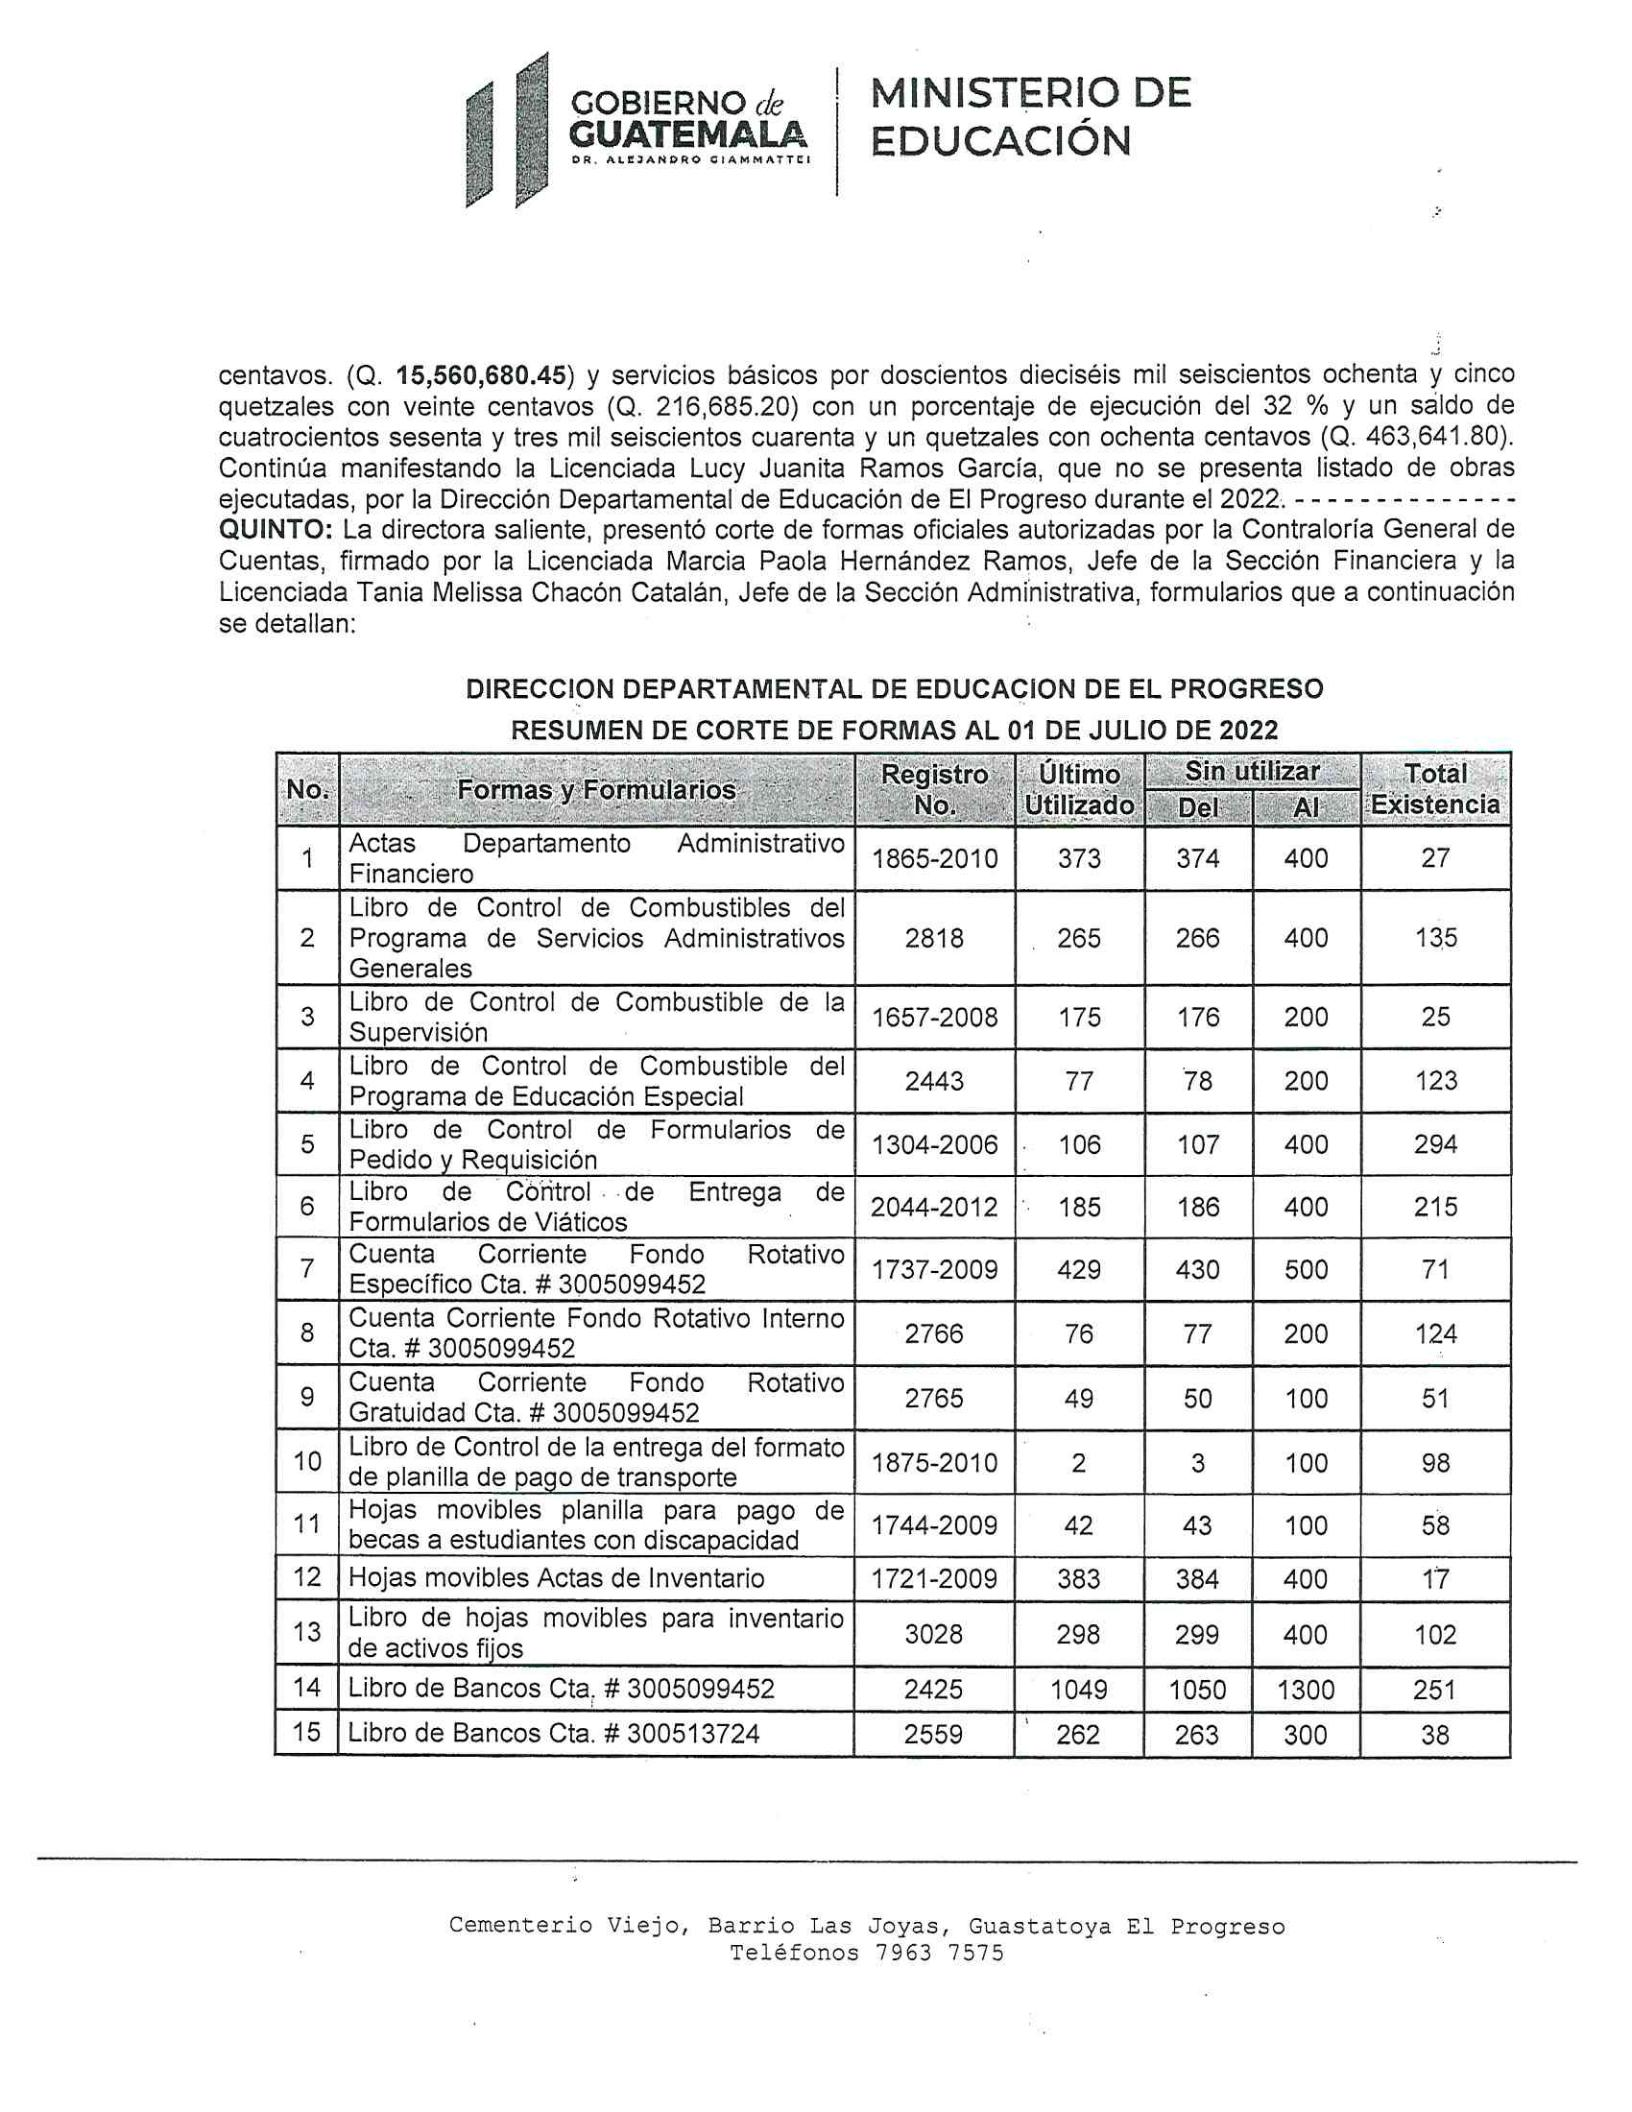 GOBIERNO de
GUATEMALA
DR. ALEJANDRO GIAMMATTEI
MINISTERIO DE
EDUCACIÓN
centavos. (Q. 15,560,680.45) y servicios básicos por doscientos dieciséis mil seiscientos ochenta y cinco
quetzales con veinte centavos (Q. 216,685.20) con un porcentaje de ejecución del 32 % y un saldo de
cuatrocientos sesenta y tres mil seiscientos cuarenta y un quetzales con ochenta centavos (Q. 463,641.80).
Continúa manifestando la Licenciada Lucy Juanita Ramos García, que no se presenta listado de obras
ejecutadas, por la Dirección Departamental de Educación de El Progreso durante el 2022. - - - - - - - - - - - - - -
QUINTO: La directora saliente, presentó corte de formas oficiales autorizadas por la Contraloría General de
Cuentas, firmado por la Licenciada Marcia Paola Hernández Ramos, Jefe de la Sección Financiera y la
Licenciada Tania Melissa Chacón Catalán, Jefe de la Sección Administrativa, formularios que a continuación
se detallan:
DIRECCION DEPARTAMENTAL DE EDUCACION DE EL PROGRESO
RESUMEN DE CORTE DE FORMAS AL 01 DE JULIO DE 2022
No. Formas y Formularios Registro No. Último Utilizado Sin utilizar Del Al Total Existencia
1 Actas Departamento Administrativo Financiero 1865-2010 373 374 400 27
2 Libro de Control de Combustibles del Programa de Servicios Administrativos Generales 2818 265 266 400 135
3 Libro de Control de Combustible de la Supervisión 1657-2008 175 176 200 25
4 Libro de Control de Combustible del Programa de Educación Especial 2443 77 78 200 123
5 Libro de Control de Formularios de Pedido y Requisición 1304-2006 106 107 400 294
6 Libro de Control de Entrega de Formularios de Viáticos 2044-2012 185 186 400 215
7 Cuenta Corriente Fondo Rotativo Específico Cta. # 3005099452 1737-2009 429 430 500 71
8 Cuenta Corriente Fondo Rotativo Interno Cta. # 3005099452 2766 76 77 200 124
9 Cuenta Corriente Fondo Rotativo Gratuidad Cta. # 3005099452 2765 49 50 100 51
10 Libro de Control de la entrega del formato de planilla de pago de transporte 1875-2010 2 3 100 98
11 Hojas movibles planilla para pago de becas a estudiantes con discapacidad 1744-2009 42 43 100 58
12 Hojas movibles Actas de Inventario 1721-2009 383 384 400 17
13 Libro de hojas movibles para inventario de activos fijos 3028 298 299 400 102
14 Libro de Bancos Cta. # 3005099452 2425 1049 1050 1300 251
15 Libro de Bancos Cta. # 300513724 2559 262 263 300 38
Cementerio Viejo, Barrio Las Joyas, Guastatoya El Progreso
Teléfonos 7963 7575